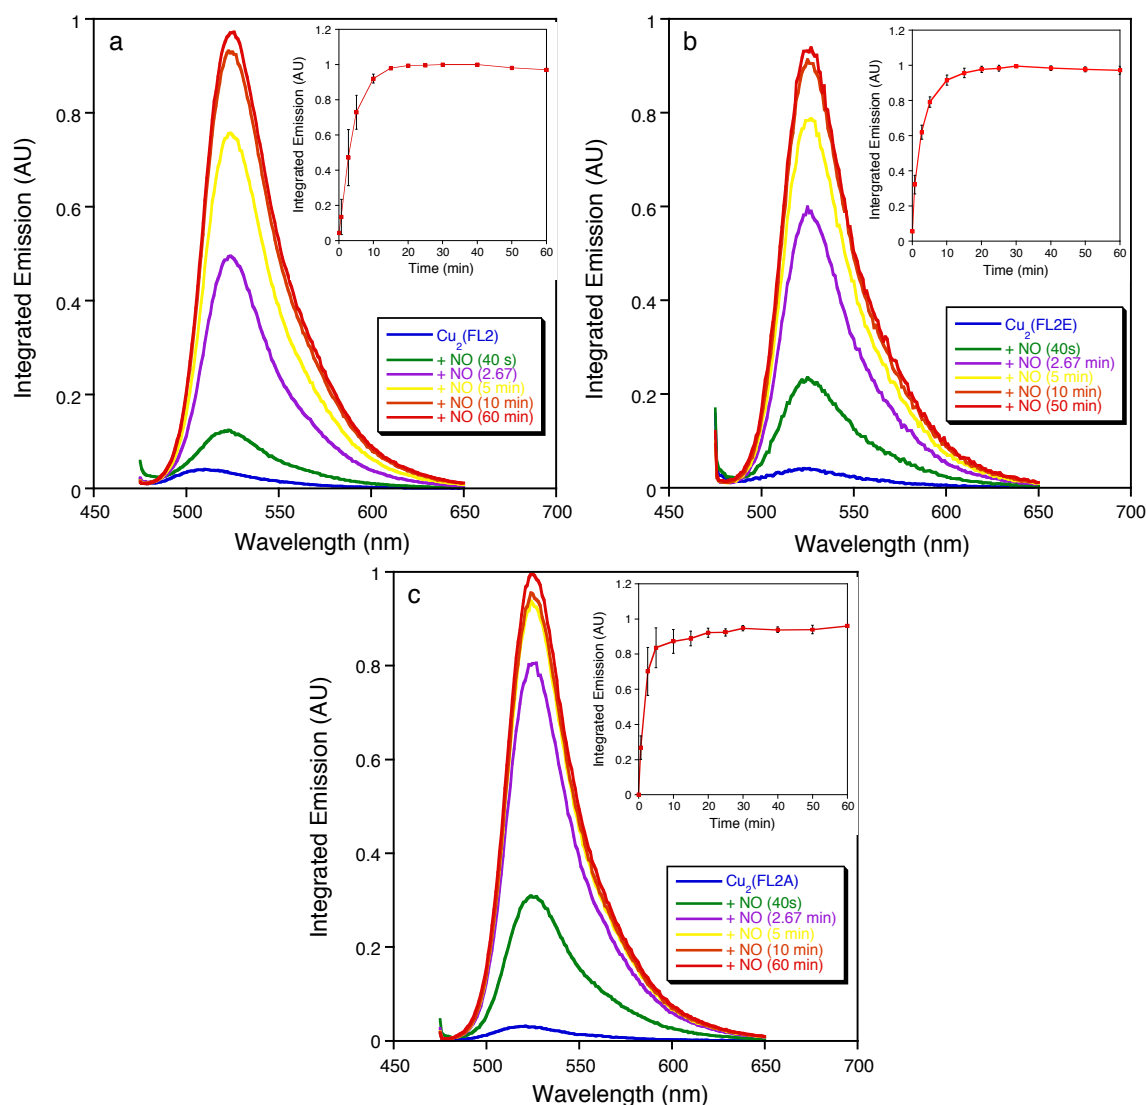 a
Integrated Emission (AU)
1
0.8
0.6
0.4
0.2
0
450
500
550
600
650
700
Wavelength (nm)
Integrated Emission (AU)
1.2
1
0.8
0.6
0.4
0.2
0
0
10
20
30
40
50
60
Time (min)
Cu2(FL2)
+ NO (40 s)
+ NO (2.67)
+ NO (5 min)
+ NO (10 min)
+ NO (60 min)
b
Integrated Emission (AU)
1
0.8
0.6
0.4
0.2
0
450
500
550
600
650
700
Wavelength (nm)
Intergrated Emission (AU)
1.2
1
0.8
0.6
0.4
0.2
0
0
10
20
30
40
50
60
Time (min)
Cu2(FL2E)
+ NO (40s)
+ NO (2.67 min)
+ NO (5 min)
+ NO (10 min)
+ NO (50 min)
c
Integrated Emission (AU)
1
0.8
0.6
0.4
0.2
0
450
500
550
600
650
700
Wavelength (nm)
Integrated Emission (AU)
1.2
1
0.8
0.6
0.4
0.2
0
0
10
20
30
40
50
60
Time (min)
Cu2(FL2A)
+ NO (40s)
+ NO (2.67 min)
+ NO (5 min)
+ NO (10 min)
+ NO (60 min)